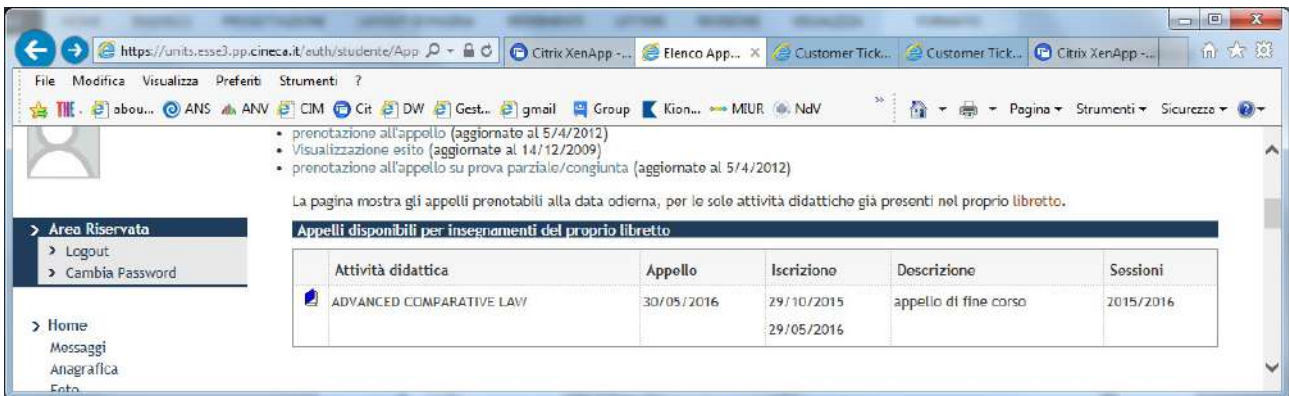 https://units.esse3.pp.cineca.it/auth/studente/App
Citrix XenApp -...
Elenco App...
Customer Tick...
Customer Tick...
Citrix XenApp -...
File Modifica Visualizza Preferiti Strumenti ?
abou... ANS ANV CIM Cit DW Gest... gmail Group Kion... MIUR NdV » Pagina Strumenti Sicurezza
• prenotazione all'appello (aggiornate al 5/4/2012)
• Visualizzazione esito (aggiornate al 14/12/2009)
• prenotazione all'appello su prova parziale/congiunta (aggiornate al 5/4/2012)
La pagina mostra gli appelli prenotabili alla data odierna, per le sole attività didattiche già presenti nel proprio libretto.
> Area Riservata
> Logout
> Cambia Password
> Home
Messaggi
Anagrafica
Foto
Appelli disponibili per insegnamenti del proprio libretto
Attività didattica Appello Iscrizione Descrizione Sessioni
ADVANCED COMPARATIVE LAW 30/05/2016 29/10/2015 appello di fine corso 2015/2016
29/05/2016